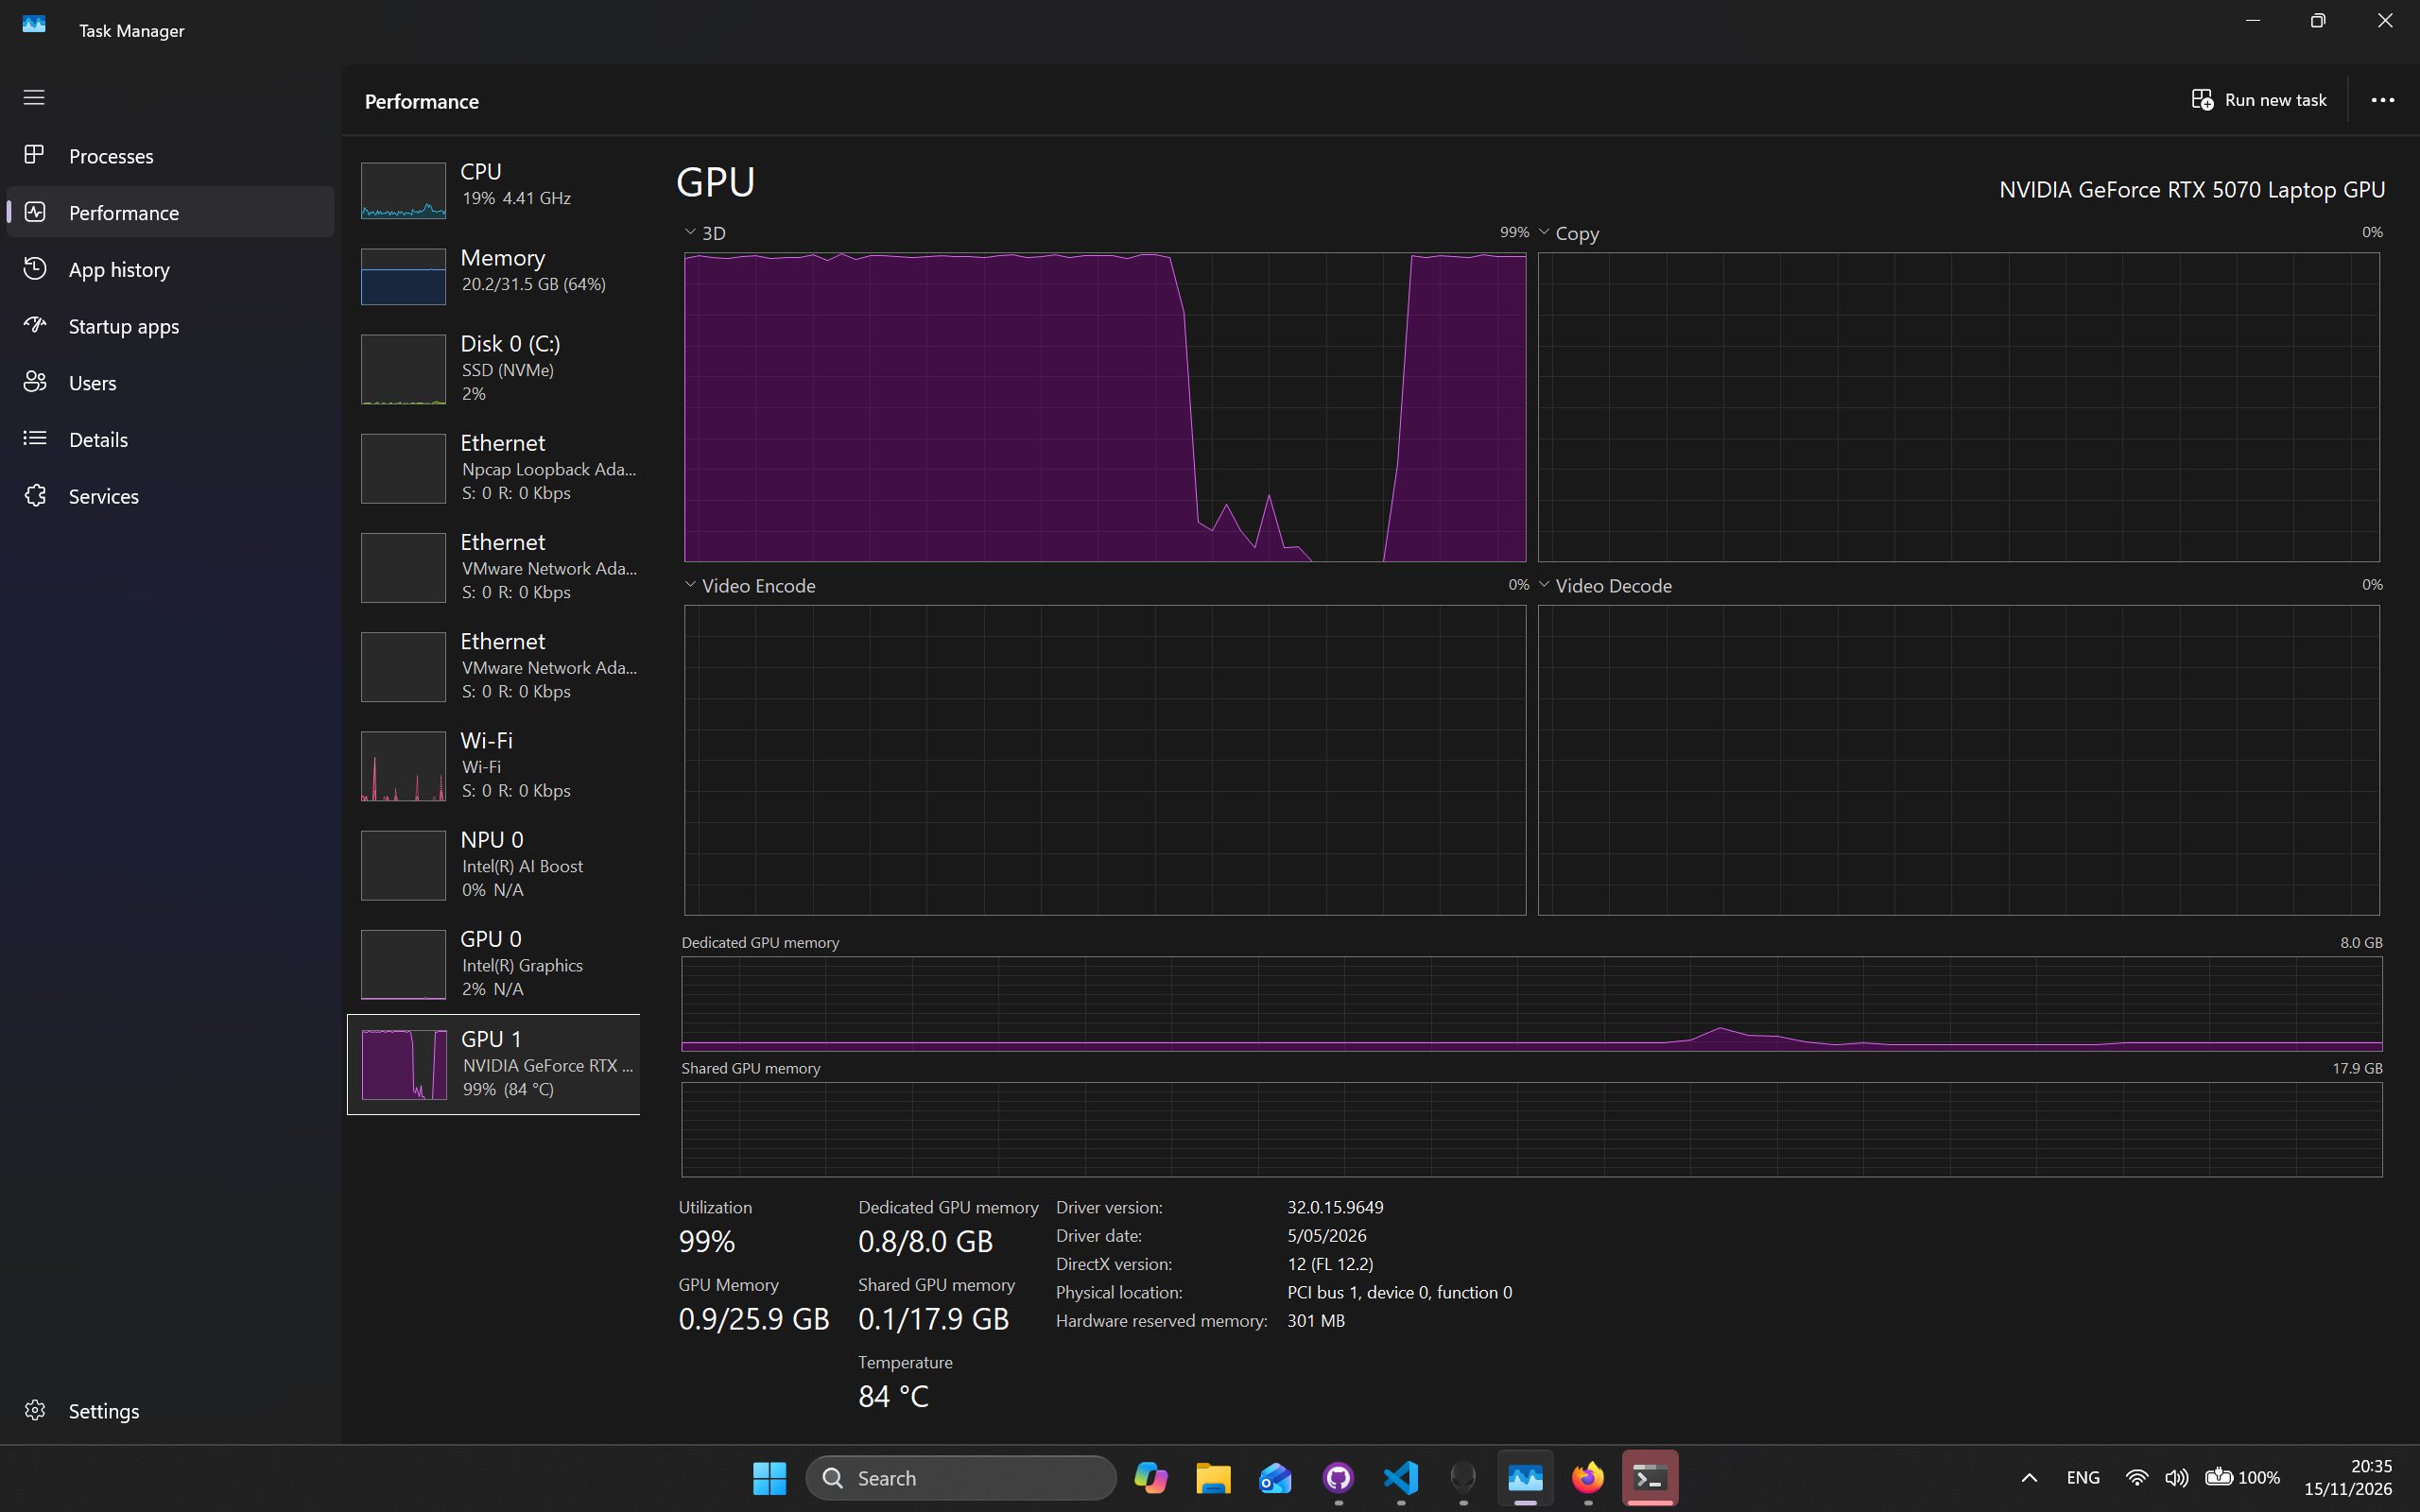 Task Manager
Performance
Run new task
Processes
Performance
App history
Startup apps
Users
Details
Services
Settings
CPU
19% 4.41 GHz
Memory
20.2/31.5 GB (64%)
Disk 0 (C:)
SSD (NVMe)
2%
Ethernet
Npcap Loopback Ada...
S: 0 R: 0 Kbps
Ethernet
VMware Network Ada...
S: 0 R: 0 Kbps
Ethernet
VMware Network Ada...
S: 0 R: 0 Kbps
Wi-Fi
Wi-Fi
S: 0 R: 0 Kbps
NPU 0
Intel(R) AI Boost
0% N/A
GPU 0
Intel(R) Graphics
2% N/A
GPU 1
NVIDIA GeForce RTX ...
99% (84 °C)
GPU
NVIDIA GeForce RTX 5070 Laptop GPU
3D 99%
Copy 0%
Video Encode 0%
Video Decode 0%
Dedicated GPU memory 8.0 GB
Shared GPU memory 17.9 GB
Utilization
99%
GPU Memory
0.9/25.9 GB
Dedicated GPU memory
0.8/8.0 GB
Shared GPU memory
0.1/17.9 GB
Temperature
84 °C
Driver version: 32.0.15.9649
Driver date: 5/05/2026
DirectX version: 12 (FL 12.2)
Physical location: PCI bus 1, device 0, function 0
Hardware reserved memory: 301 MB
Search
ENG
100%
20:35
15/11/2026